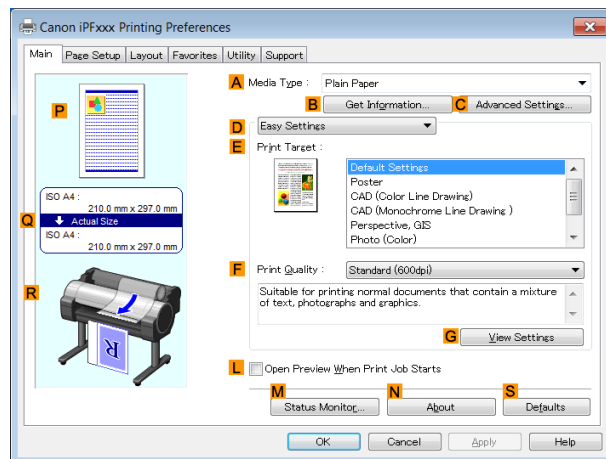 Canon iPFxxx Printing Preferences
Main Page Setup Layout Favorites Utility Support
A Media Type : Plain Paper
B Get Information... C Advanced Settings...
D Easy Settings
E Print Target :
Default Settings
Poster
CAD (Color Line Drawing)
CAD (Monochrome Line Drawing )
Perspective, GIS
Photo (Color)
P
ISO A4 :
210.0 mm x 297.0 mm
Q Actual Size
ISO A4 :
210.0 mm x 297.0 mm
R
R
F Print Quality : Standard (600dpi)
Suitable for printing normal documents that contain a mixture
of text, photographs and graphics.
G View Settings
L Open Preview When Print Job Starts
M N S
Status Monitor... About Defaults
OK Cancel Apply Help